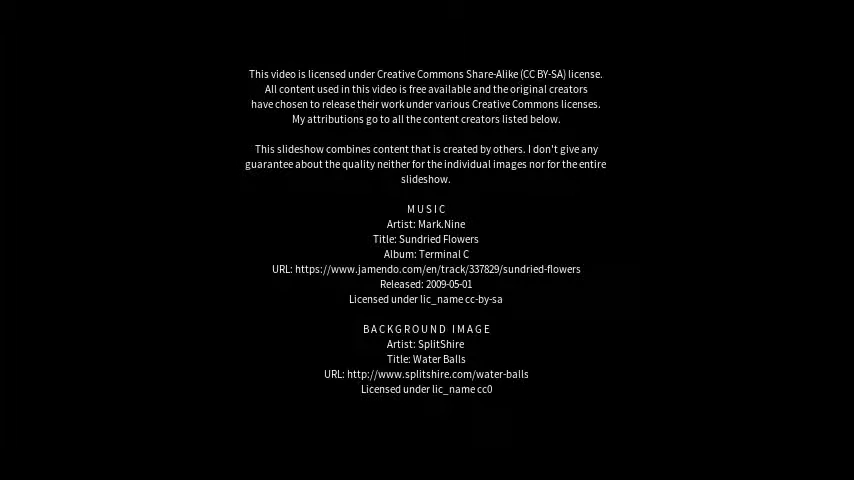 This video is licensed under Creative Commons Share-Alike (CC BY-SA) license.
All content used in this video is free available and the original creators
have chosen to release their work under various Creative Commons licenses.
My attributions go to all the content creators listed below.
This slideshow combines content that is created by others. I don't give any
guarantee about the quality neither for the individual images nor for the entire
slideshow.
MUSIC
Artist: Mark.Nine
Title: Sundried Flowers
Album: Terminal C
URL: https://www.jamendo.com/en/track/337829/sundried-flowers
Released: 2009-05-01
Licensed under lic_name cc-by-sa
BACKGROUND IMAGE
Artist: SplitShire
Title: Water Balls
URL: http://www.splitshire.com/water-balls
Licensed under lic_name cc0